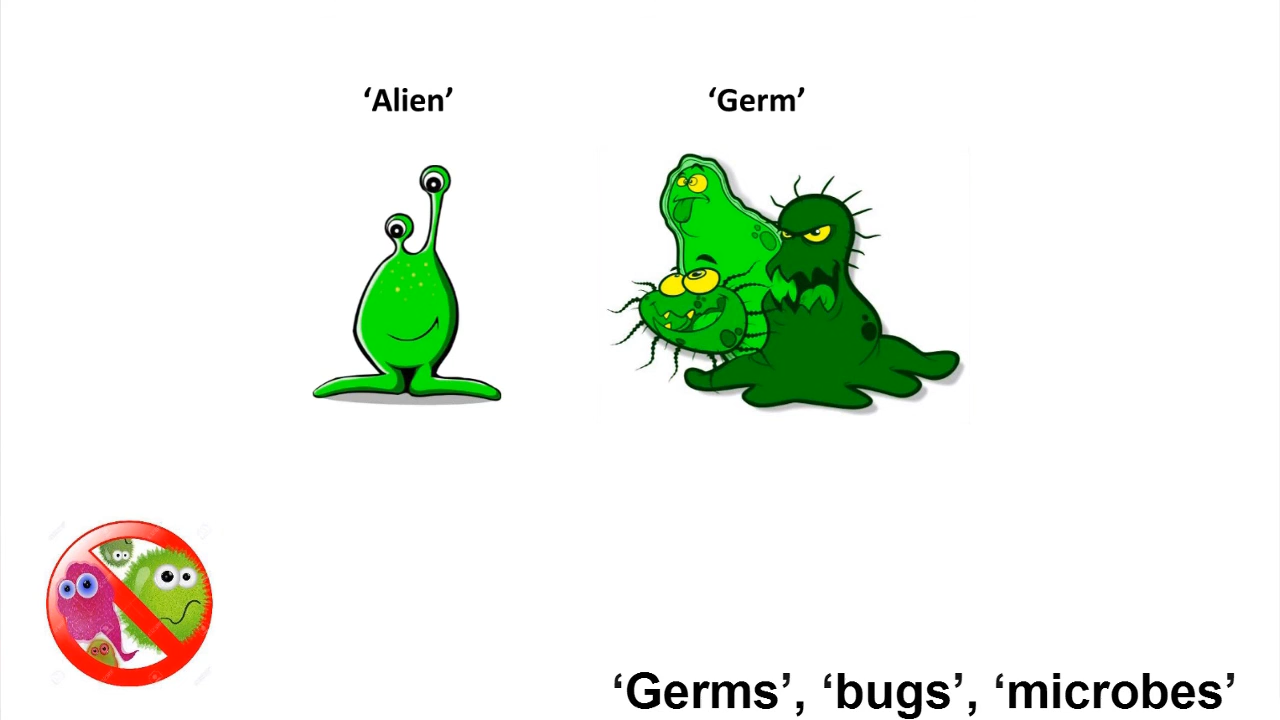 ‘Alien’
‘Germ’
‘Germs’, ‘bugs’, ‘microbes’